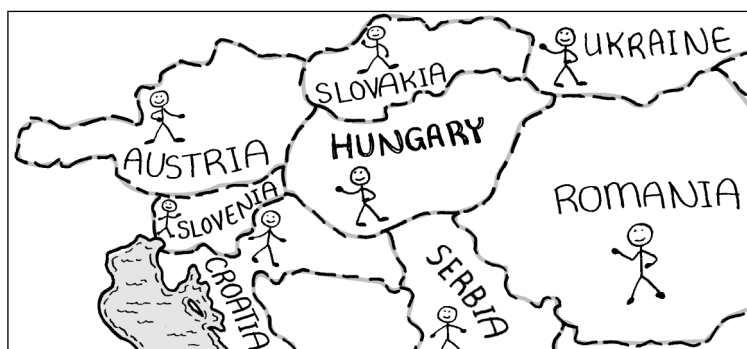 UKRAINE
SLOVAKIA
HUNGARY
AUSTRIA
SLOVENIA
ROMANIA
CROATIA
SERBIA